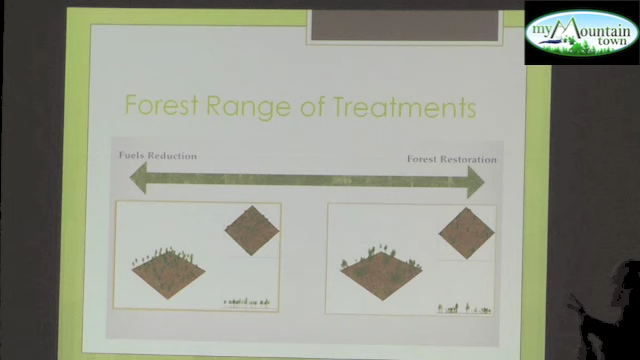 my Mountain
town
Forest Range of Treatments
Fuels Reduction
Forest Restoration